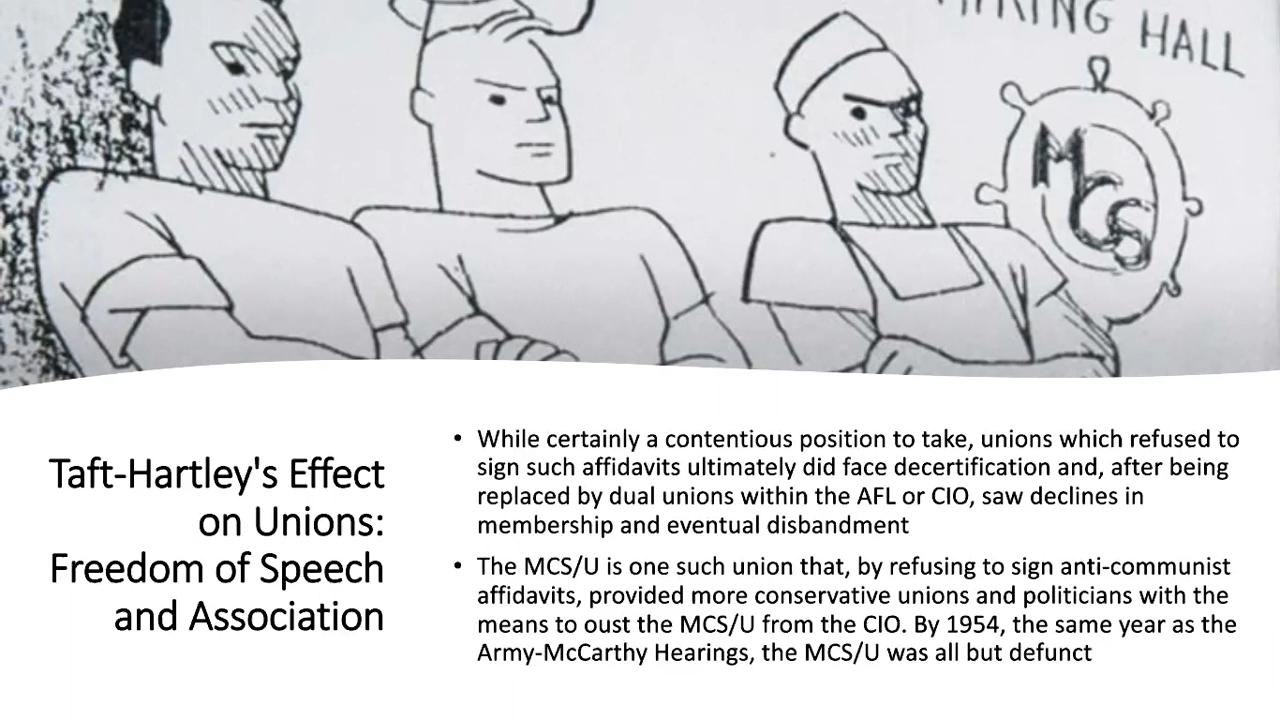 HALL
MCS
Taft-Hartley's Effect
on Unions:
Freedom of Speech
and Association
• While certainly a contentious position to take, unions which refused to
sign such affidavits ultimately did face decertification and, after being
replaced by dual unions within the AFL or CIO, saw declines in
membership and eventual disbandment
• The MCS/U is one such union that, by refusing to sign anti-communist
affidavits, provided more conservative unions and politicians with the
means to oust the MCS/U from the CIO. By 1954, the same year as the
Army-McCarthy Hearings, the MCS/U was all but defunct